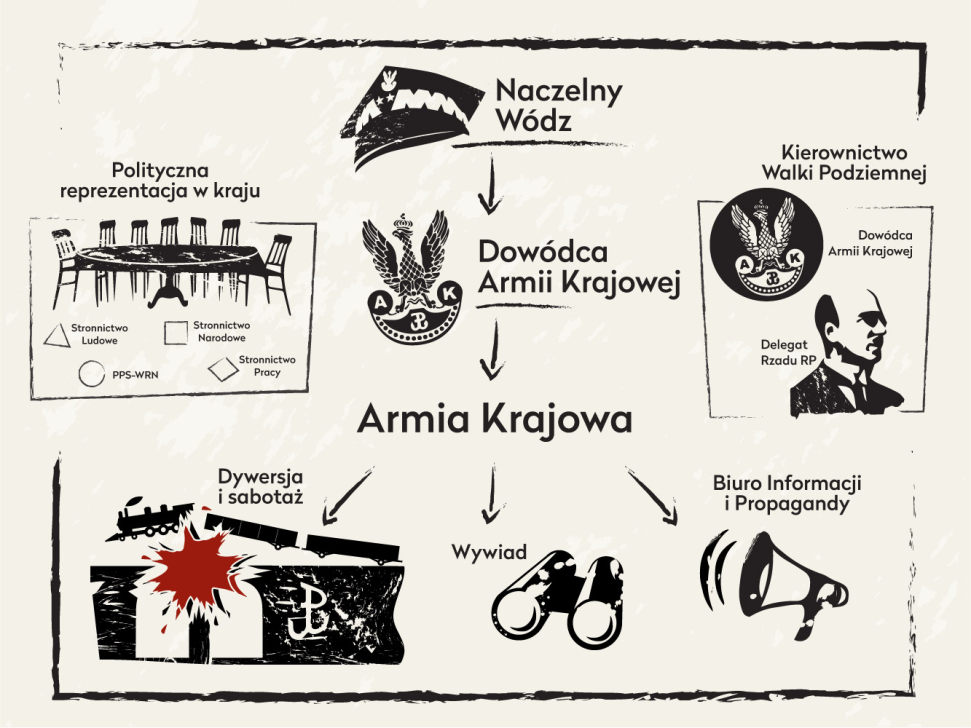 Naczelny
Wódz
Polityczna
reprezentacja w kraju
Stronnictwo
Ludowe
Stronnictwo
Narodowe
PPS-WRN
Stronnictwo
Pracy
Dowódca
Armii Krajowej
A K
Kierownictwo
Walki Podziemnej
Dowódca
Armii Krajowej
A K
Delegat
Rzadu RP
Armia Krajowa
Dywersja
i sabotaż
Wywiad
Biuro Informacji
i Propagandy